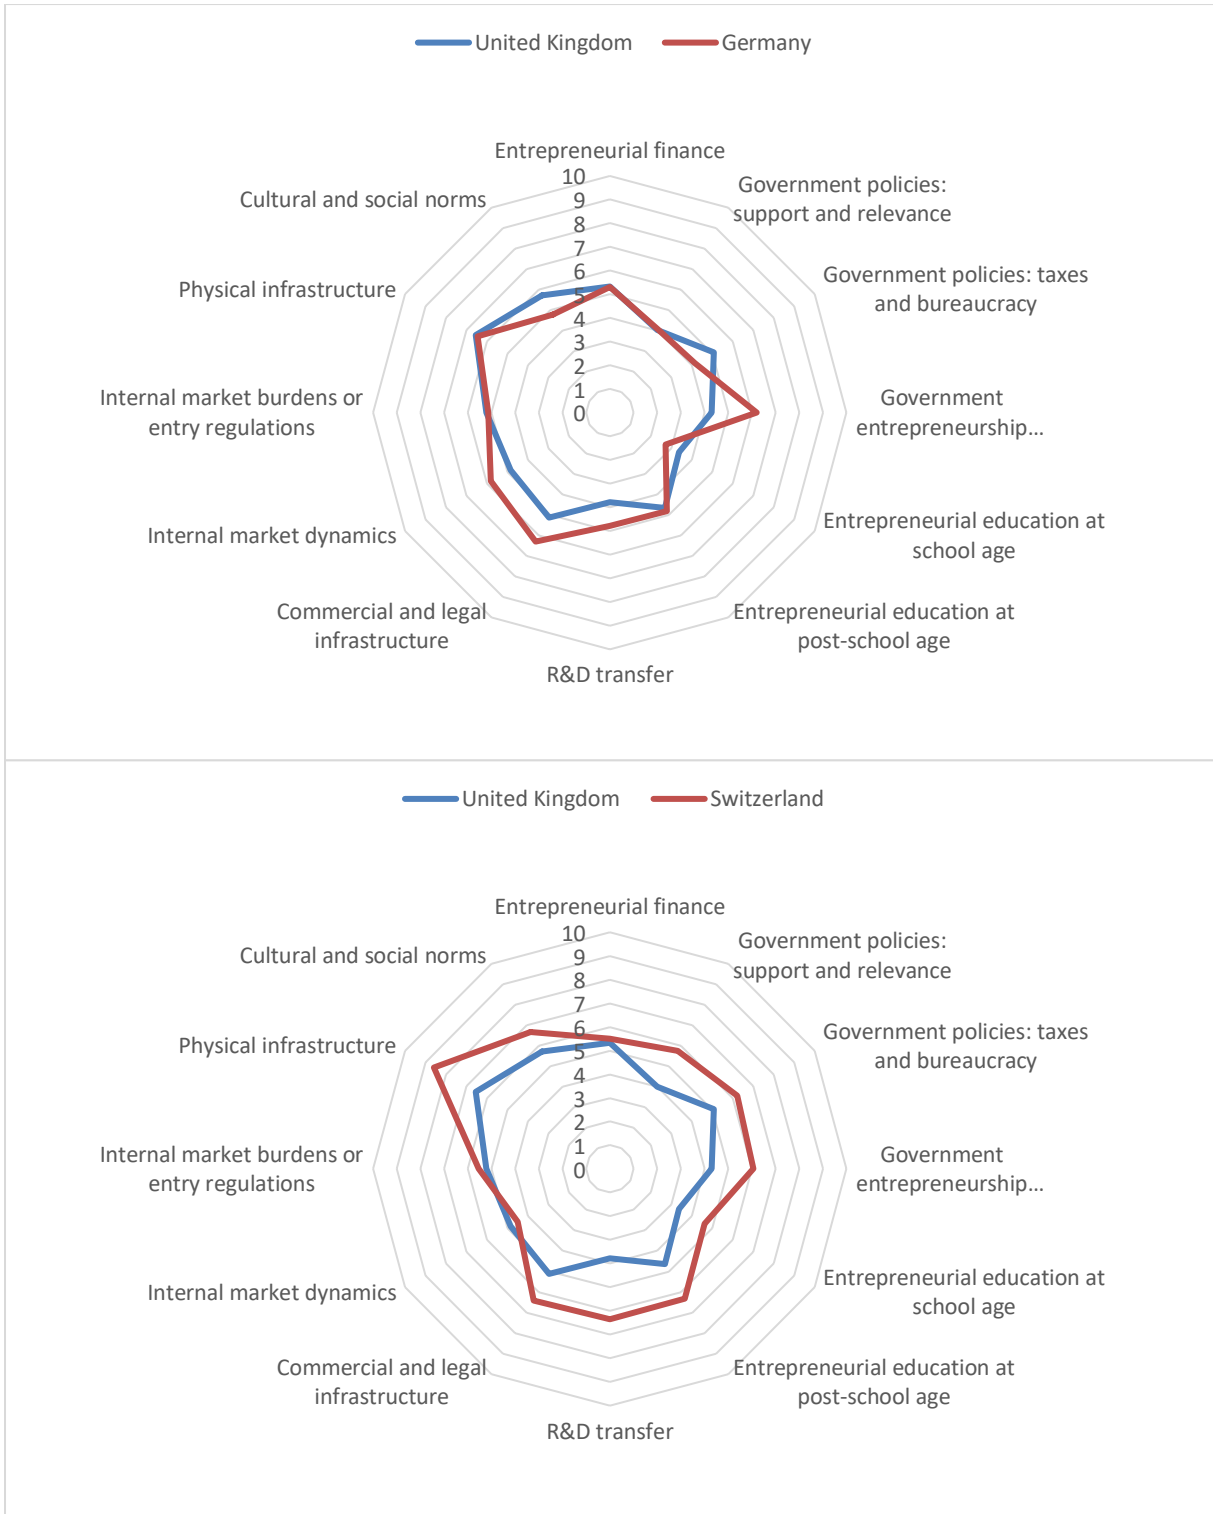 United Kingdom Germany
Entrepreneurial finance
Government policies:
support and relevance
Government policies: taxes
and bureaucracy
Government
entrepreneurship...
Entrepreneurial education at
school age
Entrepreneurial education at
post-school age
R&D transfer
Commercial and legal
infrastructure
Internal market dynamics
Internal market burdens or
entry regulations
Physical infrastructure
Cultural and social norms
10
9
8
7
6
5
4
3
2
1
0
United Kingdom Switzerland
Entrepreneurial finance
Government policies:
support and relevance
Government policies: taxes
and bureaucracy
Government
entrepreneurship...
Entrepreneurial education at
school age
Entrepreneurial education at
post-school age
R&D transfer
Commercial and legal
infrastructure
Internal market dynamics
Internal market burdens or
entry regulations
Physical infrastructure
Cultural and social norms
10
9
8
7
6
5
4
3
2
1
0